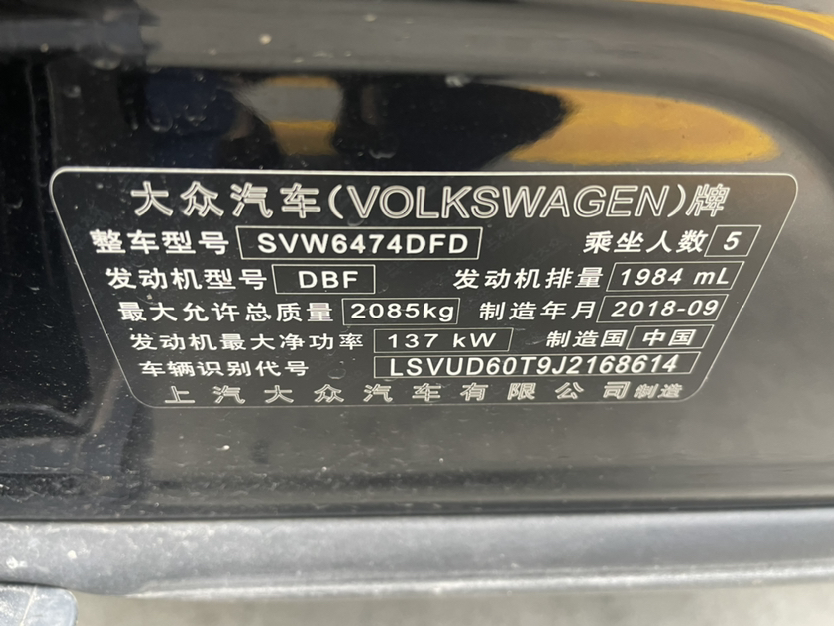 大众汽车(VOLKSWAGEN)牌
整车型号 SVW6474DFD 乘坐人数 5
发动机型号 DBF 发动机排量 1984 mL
最大允许总质量 2085kg 制造年月 2018-09
发动机最大净功率 137 kW 制造国 中国
车辆识别代号 LSVUD60T9J2168614
上汽大众汽车有限公司制造